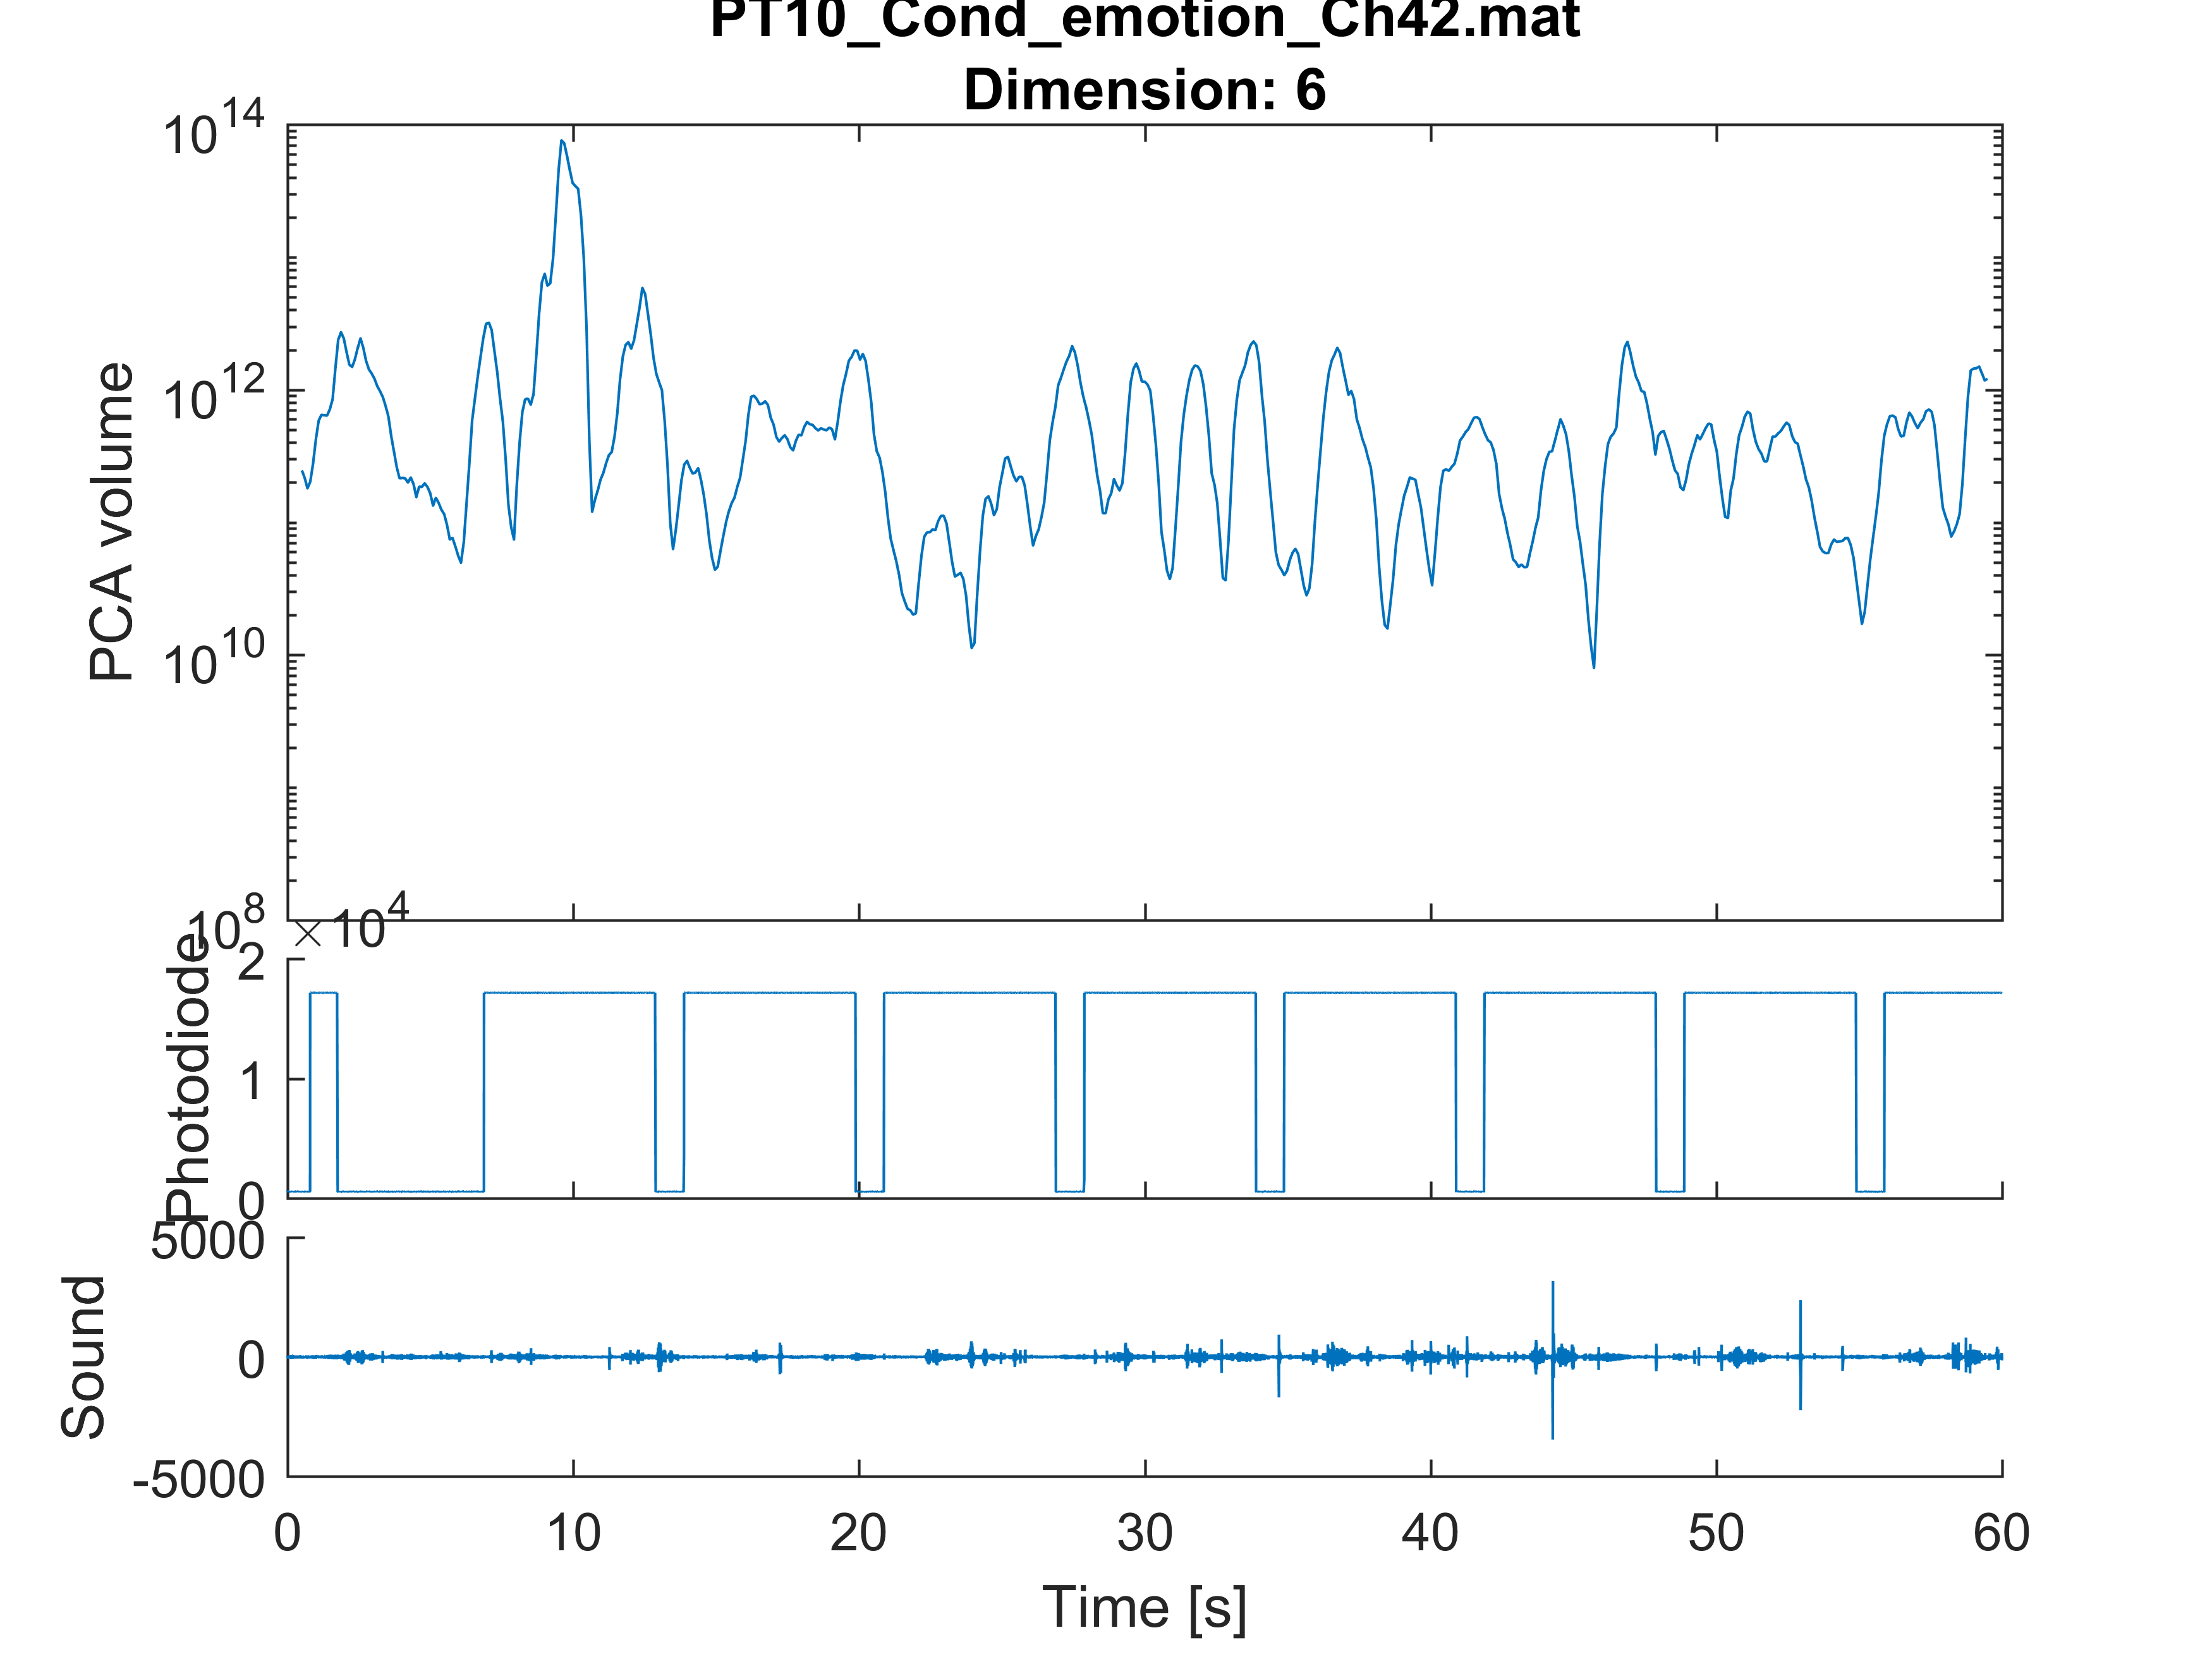 PT10_Cond_emotion_Ch42.mat
Dimension: 6
PCA volume
10^14
10^12
10^10
10^8
× 10^4
Photodiode
2
1
0
Sound
5000
0
-5000
0 10 20 30 40 50 60
Time [s]